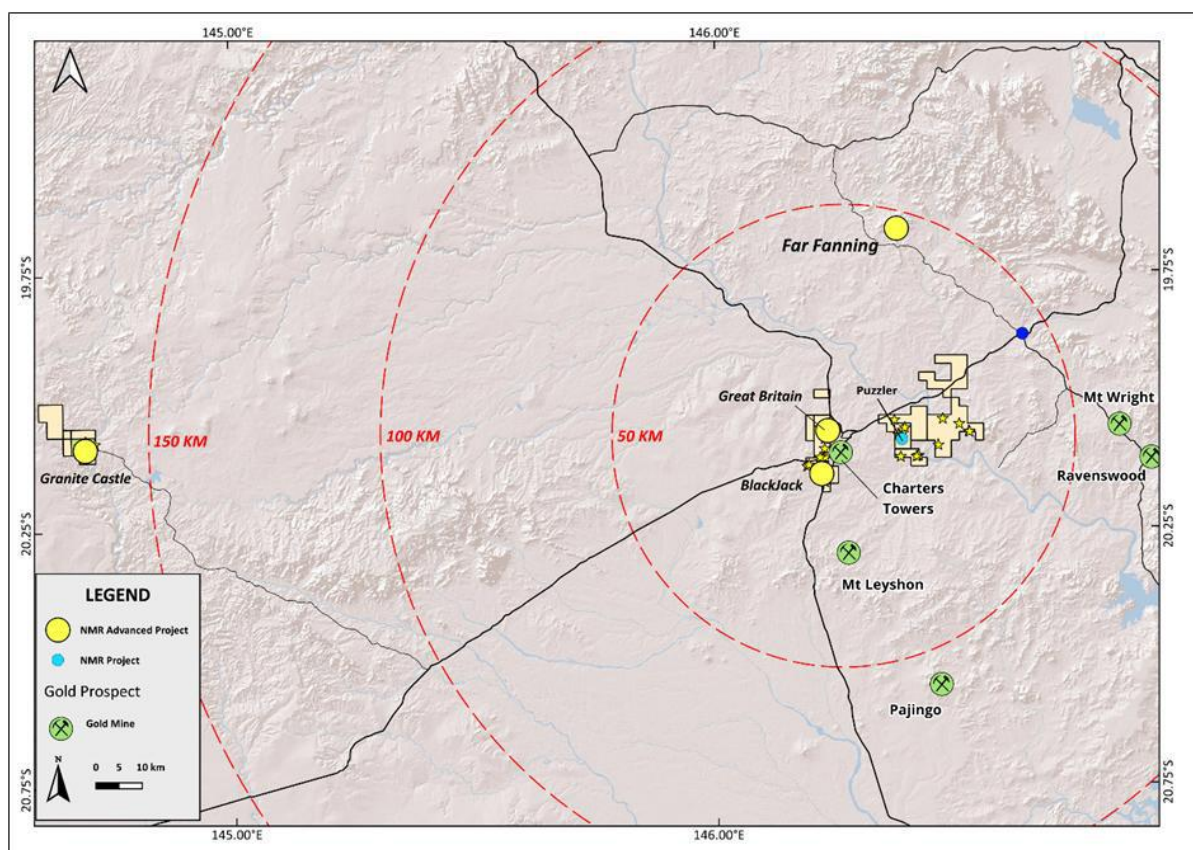 145.00°E
146.00°E
19.75°S
19.75°S
Far Fanning
Great Britain
Puzzler
Mt Wright
150 KM
100 KM
50 KM
Granite Castle
BlackJack
Charters
Towers
Ravenswood
20.25°S
20.25°S
Mt Leyshon
Pajingo
LEGEND
NMR Advanced Project
NMR Project
Gold Prospect
Gold Mine
N
0 5 10 km
20.75°S
20.75°S
145.00°E
146.00°E